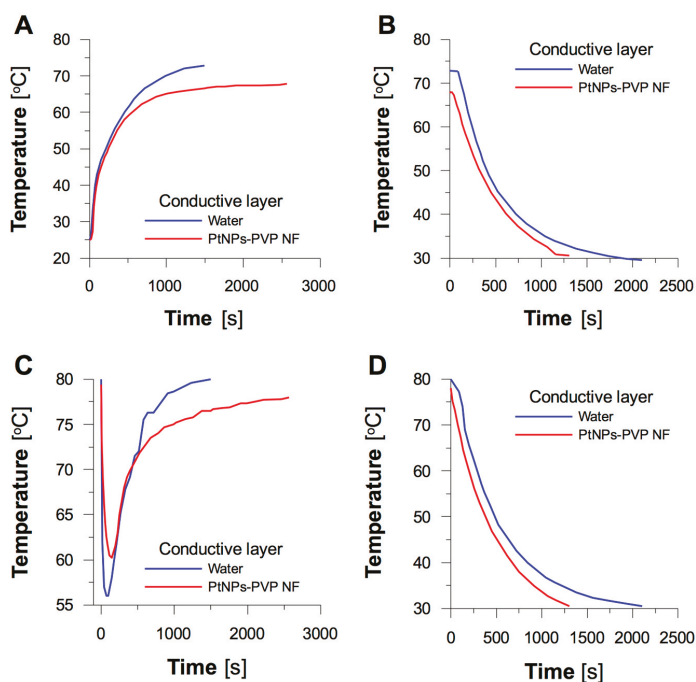 A
Temperature [°C]
80
70
60
50
40
30
20
Conductive layer
Water
PtNPs-PVP NF
0 1000 2000 3000
Time [s]
B
Temperature [°C]
80
70
60
50
40
30
Conductive layer
Water
PtNPs-PVP NF
0 500 1000 1500 2000 2500
Time [s]
C
Temperature [°C]
80
75
70
65
60
55
Conductive layer
Water
PtNPs-PVP NF
0 1000 2000 3000
Time [s]
D
Temperature [°C]
80
70
60
50
40
30
Conductive layer
Water
PtNPs-PVP NF
0 500 1000 1500 2000 2500
Time [s]